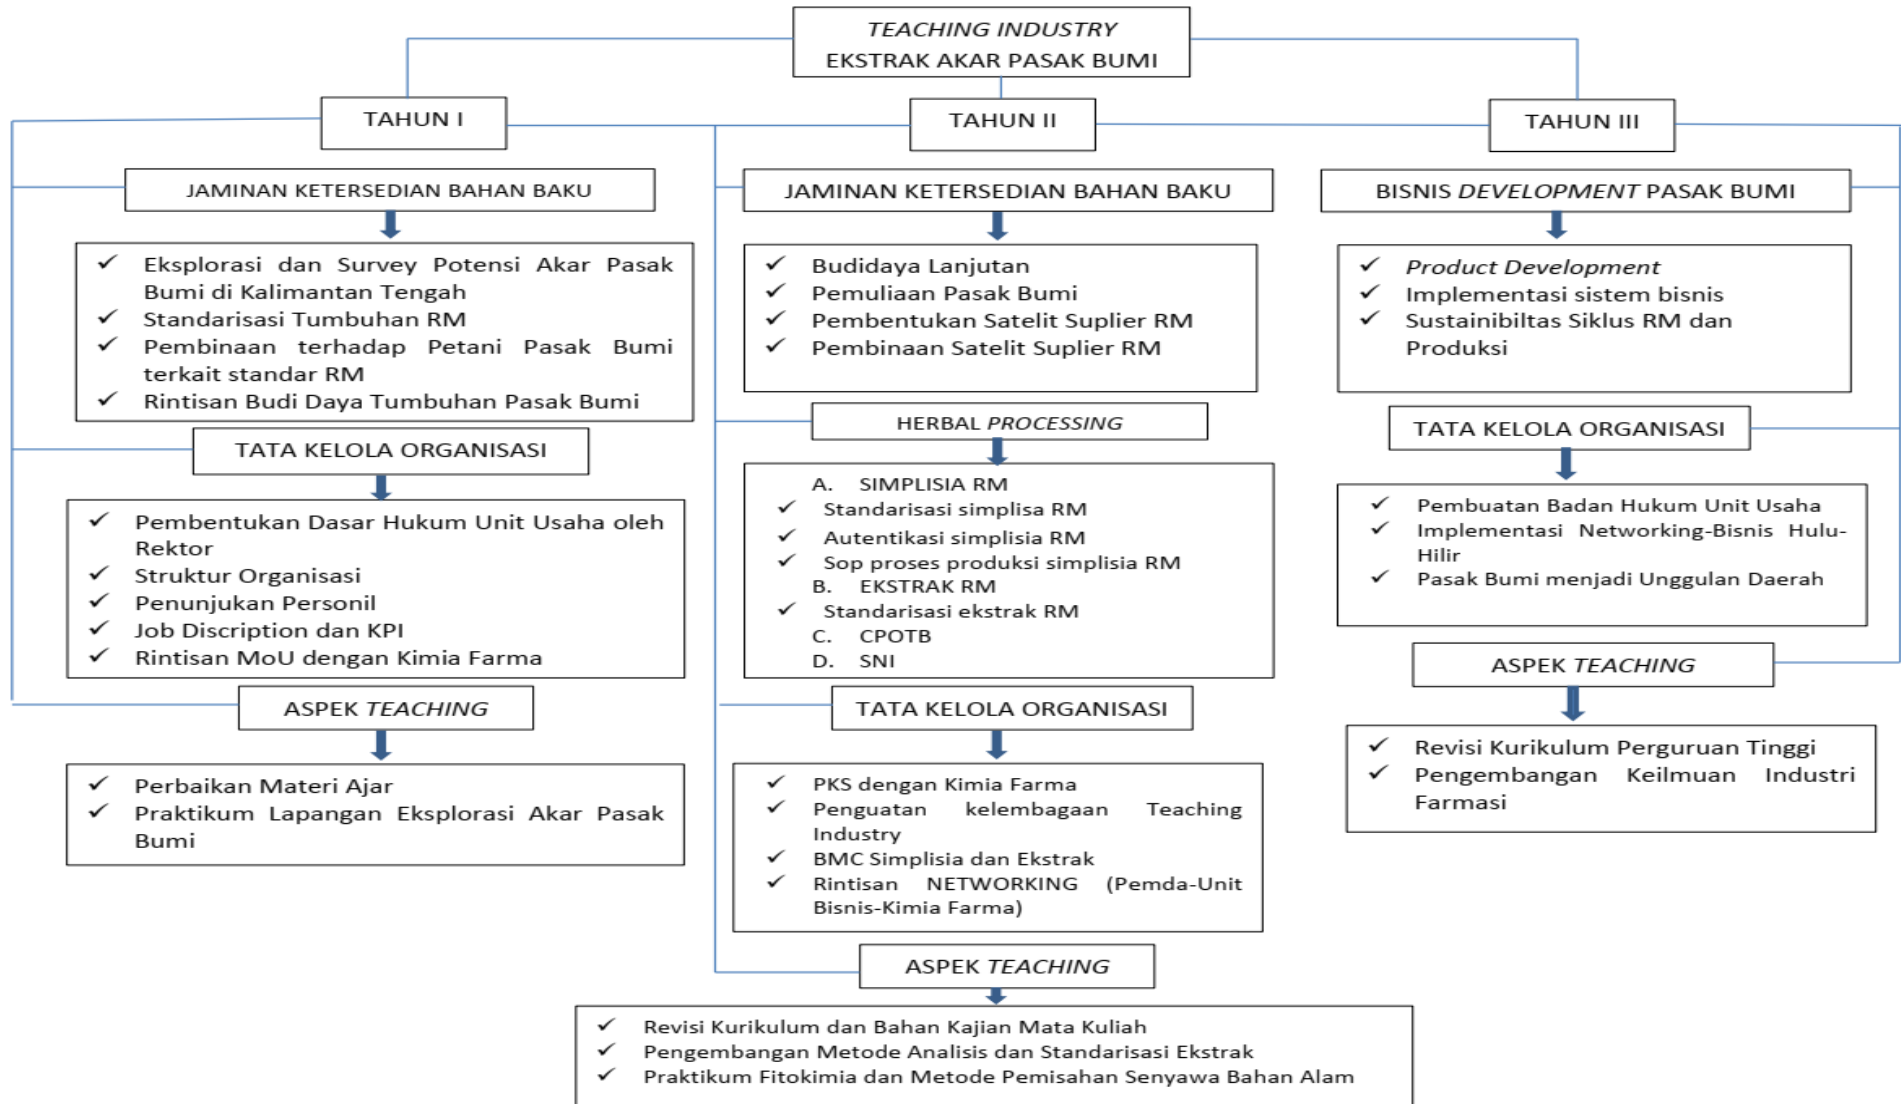 TEACHING INDUSTRY
EKSTRAK AKAR PASAK BUMI
TAHUN I
TAHUN II
TAHUN III
JAMINAN KETERSEDIAN BAHAN BAKU
✓ Eksplorasi dan Survey Potensi Akar Pasak
Bumi di Kalimantan Tengah
✓ Standarisasi Tumbuhan RM
✓ Pembinaan terhadap Petani Pasak Bumi
terkait standar RM
✓ Rintisan Budi Daya Tumbuhan Pasak Bumi
TATA KELOLA ORGANISASI
✓ Pembentukan Dasar Hukum Unit Usaha oleh
Rektor
✓ Struktur Organisasi
✓ Penunjukan Personil
✓ Job Discription dan KPI
✓ Rintisan MoU dengan Kimia Farma
ASPEK TEACHING
✓ Perbaikan Materi Ajar
✓ Praktikum Lapangan Eksplorasi Akar Pasak
Bumi
JAMINAN KETERSEDIAN BAHAN BAKU
✓ Budidaya Lanjutan
✓ Pemuliaan Pasak Bumi
✓ Pembentukan Satelit Suplier RM
✓ Pembinaan Satelit Suplier RM
HERBAL PROCESSING
A. SIMPLISIA RM
✓ Standarisasi simplisa RM
✓ Autentikasi simplisia RM
✓ Sop proses produksi simplisia RM
B. EKSTRAK RM
✓ Standarisasi ekstrak RM
C. CPOTB
D. SNI
TATA KELOLA ORGANISASI
✓ PKS dengan Kimia Farma
✓ Penguatan kelembagaan Teaching
Industry
✓ BMC Simplisia dan Ekstrak
✓ Rintisan NETWORKING (Pemda-Unit
Bisnis-Kimia Farma)
ASPEK TEACHING
✓ Revisi Kurikulum dan Bahan Kajian Mata Kuliah
✓ Pengembangan Metode Analisis dan Standarisasi Ekstrak
✓ Praktikum Fitokimia dan Metode Pemisahan Senyawa Bahan Alam
BISNIS DEVELOPMENT PASAK BUMI
✓ Product Development
✓ Implementasi sistem bisnis
✓ Sustainibiltas Siklus RM dan
Produksi
TATA KELOLA ORGANISASI
✓ Pembuatan Badan Hukum Unit Usaha
✓ Implementasi Networking-Bisnis Hulu-
Hilir
✓ Pasak Bumi menjadi Unggulan Daerah
ASPEK TEACHING
✓ Revisi Kurikulum Perguruan Tinggi
✓ Pengembangan Keilmuan Industri
Farmasi